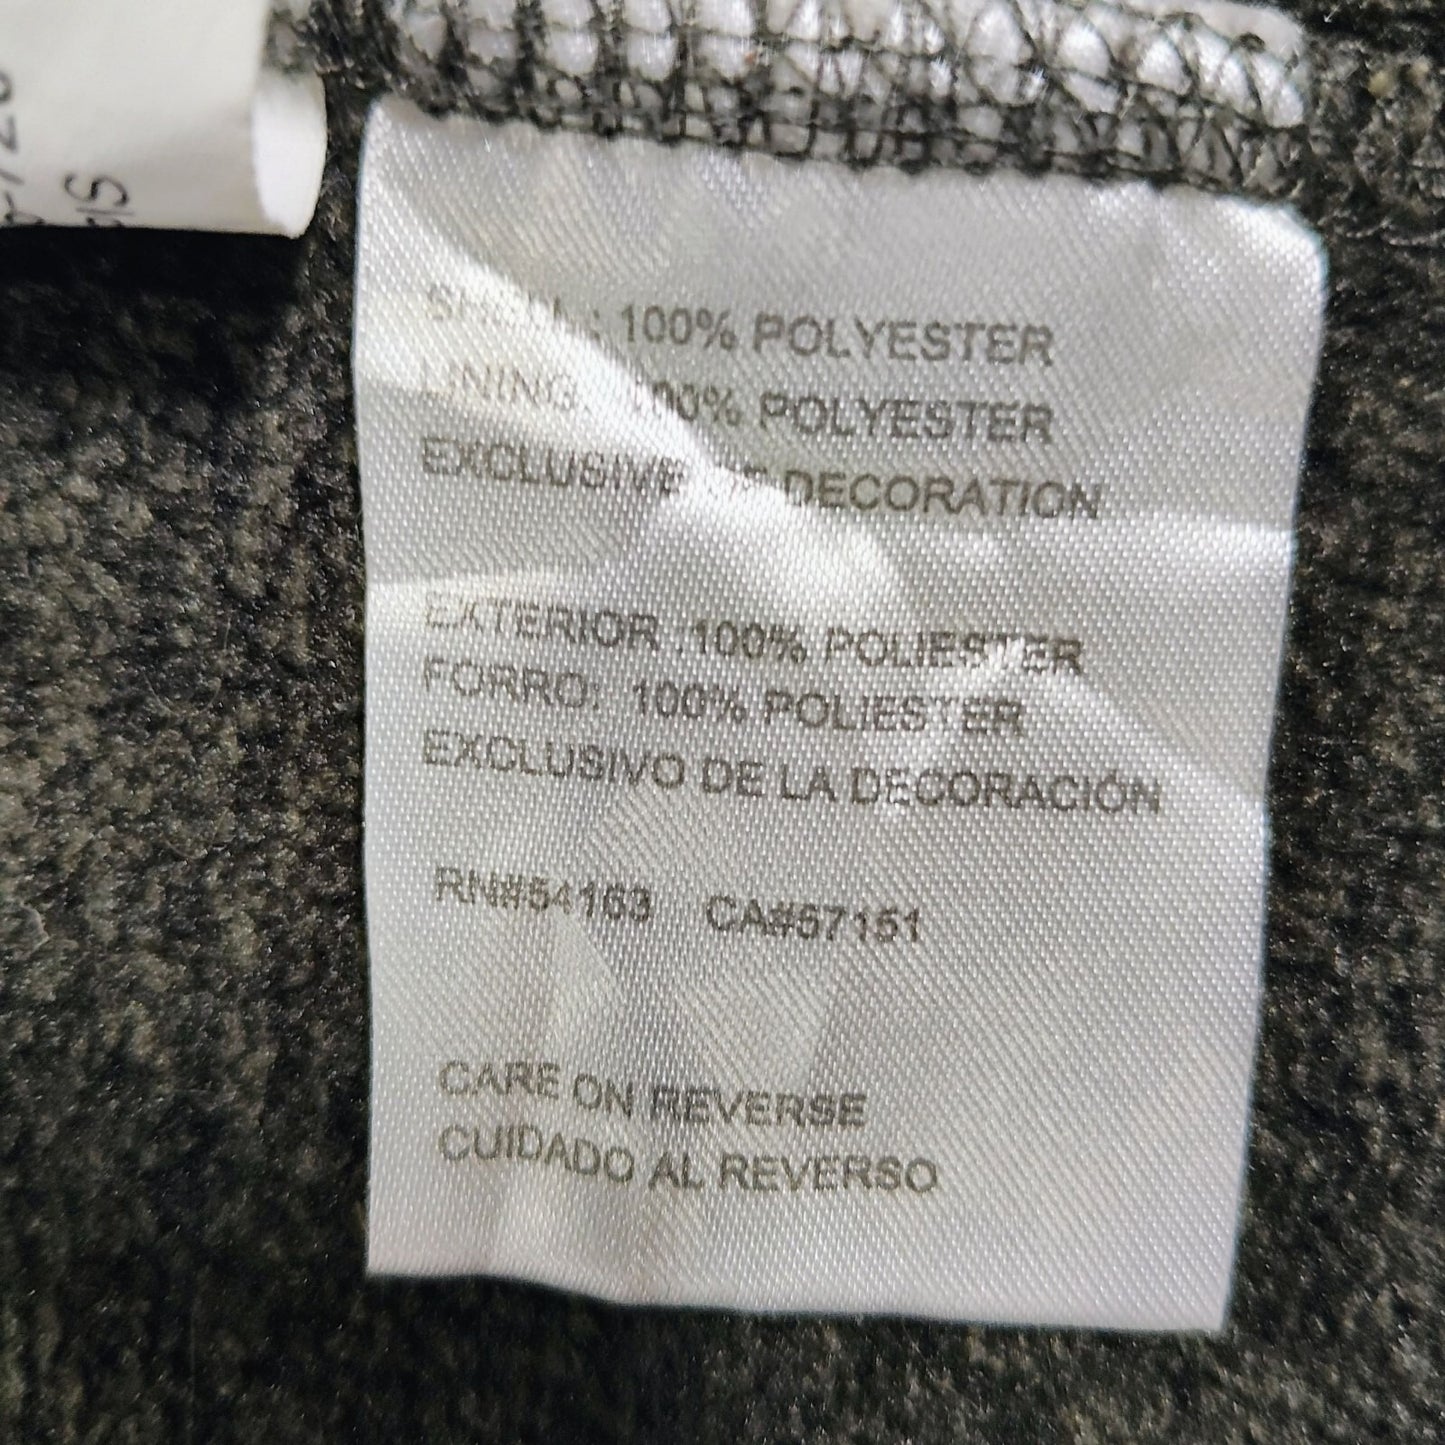 SHELL : 100% POLYESTER
LINING: 100% POLYESTER
EXCLUSIVE OF DECORATION
EXTERIOR :100% POLIESTER
FORRO: 100% POLIESTER
EXCLUSIVO DE LA DECORACIÓN
RN#54163 CA#57151
CARE ON REVERSE
CUIDADO AL REVERSO